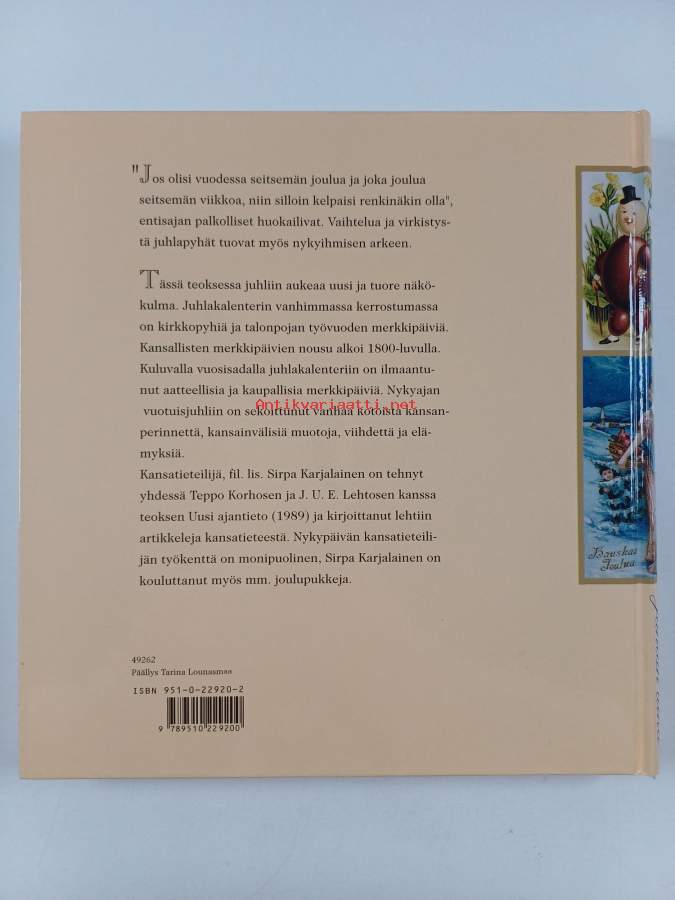 "Jos olisi vuodessa seitsemän joulua ja joka joulua
seitsemän viikkoa, niin silloin kelpaisi renkinäkin olla",
entisajan palkolliset huokailivat. Vaihtelua ja virkistys-
tä juhlapyhät tuovat myös nykyihmisen arkeen.
Tässä teoksessa juhliin aukeaa uusi ja tuore näkö-
kulma. Juhlakalenterin vanhimmassa kerrostumassa
on kirkkopyhiä ja talonpojan työvuoden merkkipäiviä.
Kansallisten merkkipäivien nousu alkoi 1800-luvulla.
Kuluvalla vuosisadalla juhlakalenteriin on ilmaantu-
nut aatteellisia ja kaupallisia merkkipäiviä. Nykyajan
Antikvariaatti.net
vuotuisjuhliin on sekoittunut vanhaa kotoista kansan-
perinnettä, kansainvälisiä muotoja, viihdettä ja elä-
myksiä.
Kansatieteilijä, fil. lis. Sirpa Karjalainen on tehnyt
yhdessä Teppo Korhosen ja J. U. E. Lehtosen kanssa
teoksen Uusi ajantieto (1989) ja kirjoittanut lehtiin
artikkeleja kansatieteestä. Nykypäivän kansatieteili-
jän työkenttä on monipuolinen, Sirpa Karjalainen on
kouluttanut myös mm. joulupukkeja.
Hauskaa
Joulua
49262
Päällys Tarina Lounasmaa
ISBN 951-0-22920-2
9 789510 229200